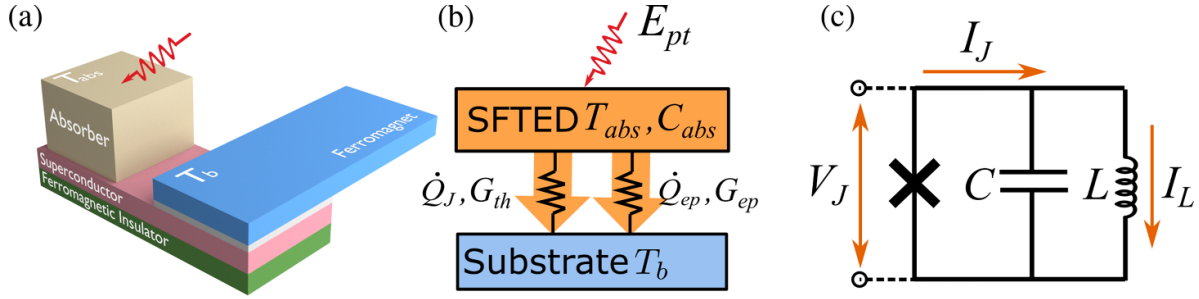 (a)
T_abs
Absorber
Superconductor
Ferromagnetic Insulator
T_b
Ferromagnet
(b)
E_pt
SFTED T_abs, C_abs
Q̇_J, G_th
Q̇_ep, G_ep
Substrate T_b
(c)
I_J
V_J
C
L
I_L